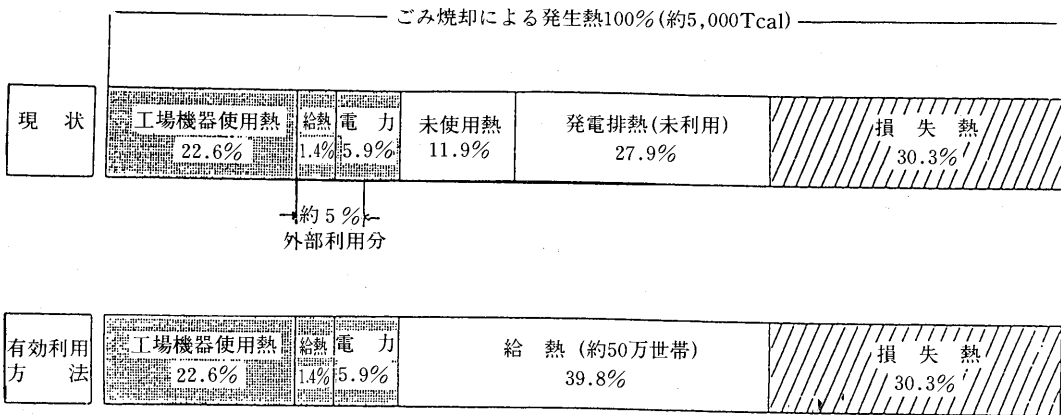 ごみ焼却による発生熱100%(約5,000Tcal)
現　状
工場機器使用熱
22.6%
給熱
1.4%
電　力
5.9%
未使用熱
11.9%
発電排熱(未利用)
27.9%
損　失　熱
30.3%
約5%
外部利用分
有効利用
方　　法
工場機器使用熱
22.6%
給熱
1.4%
電　力
5.9%
給　熱 (約50万世帯)
39.8%
損　失　熱
30.3%